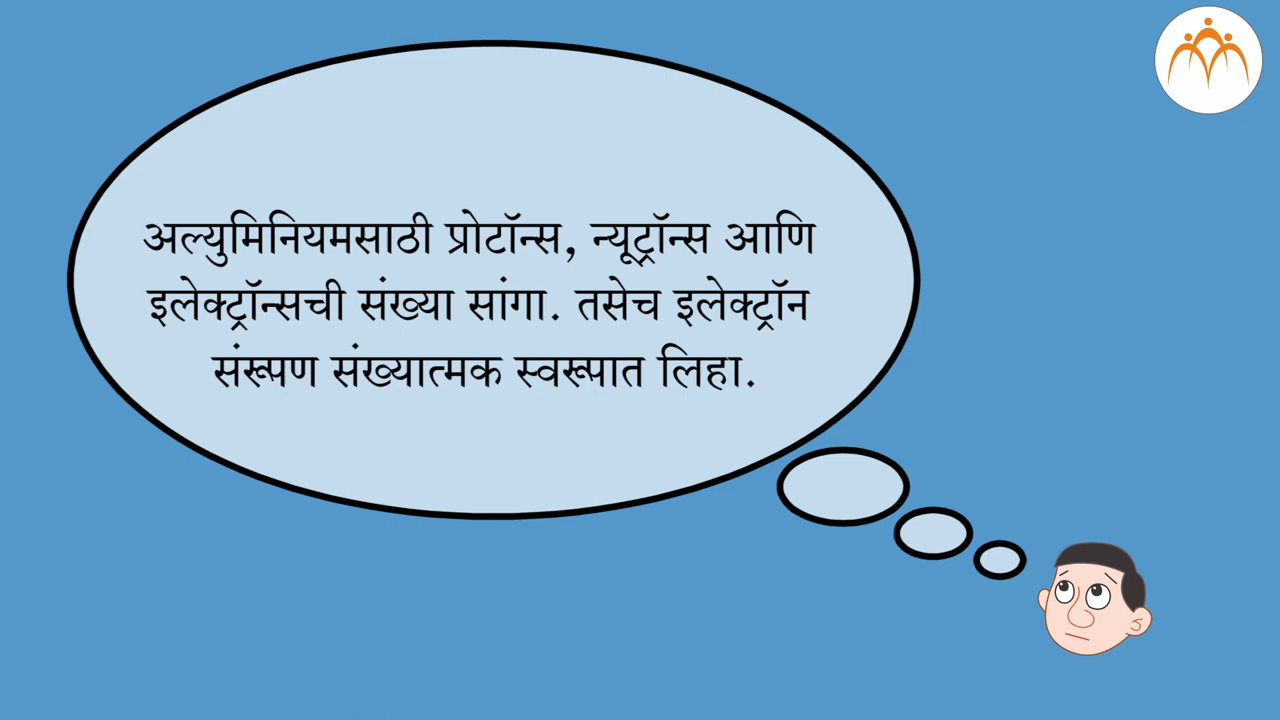 अल्युमिनियमसाठी प्रोटॉन्स, न्यूट्रॉन्स आणि
इलेक्ट्रॉन्सची संख्या सांगा. तसेच इलेक्ट्रॉन
संरूपण संख्यात्मक स्वरूपात लिहा.